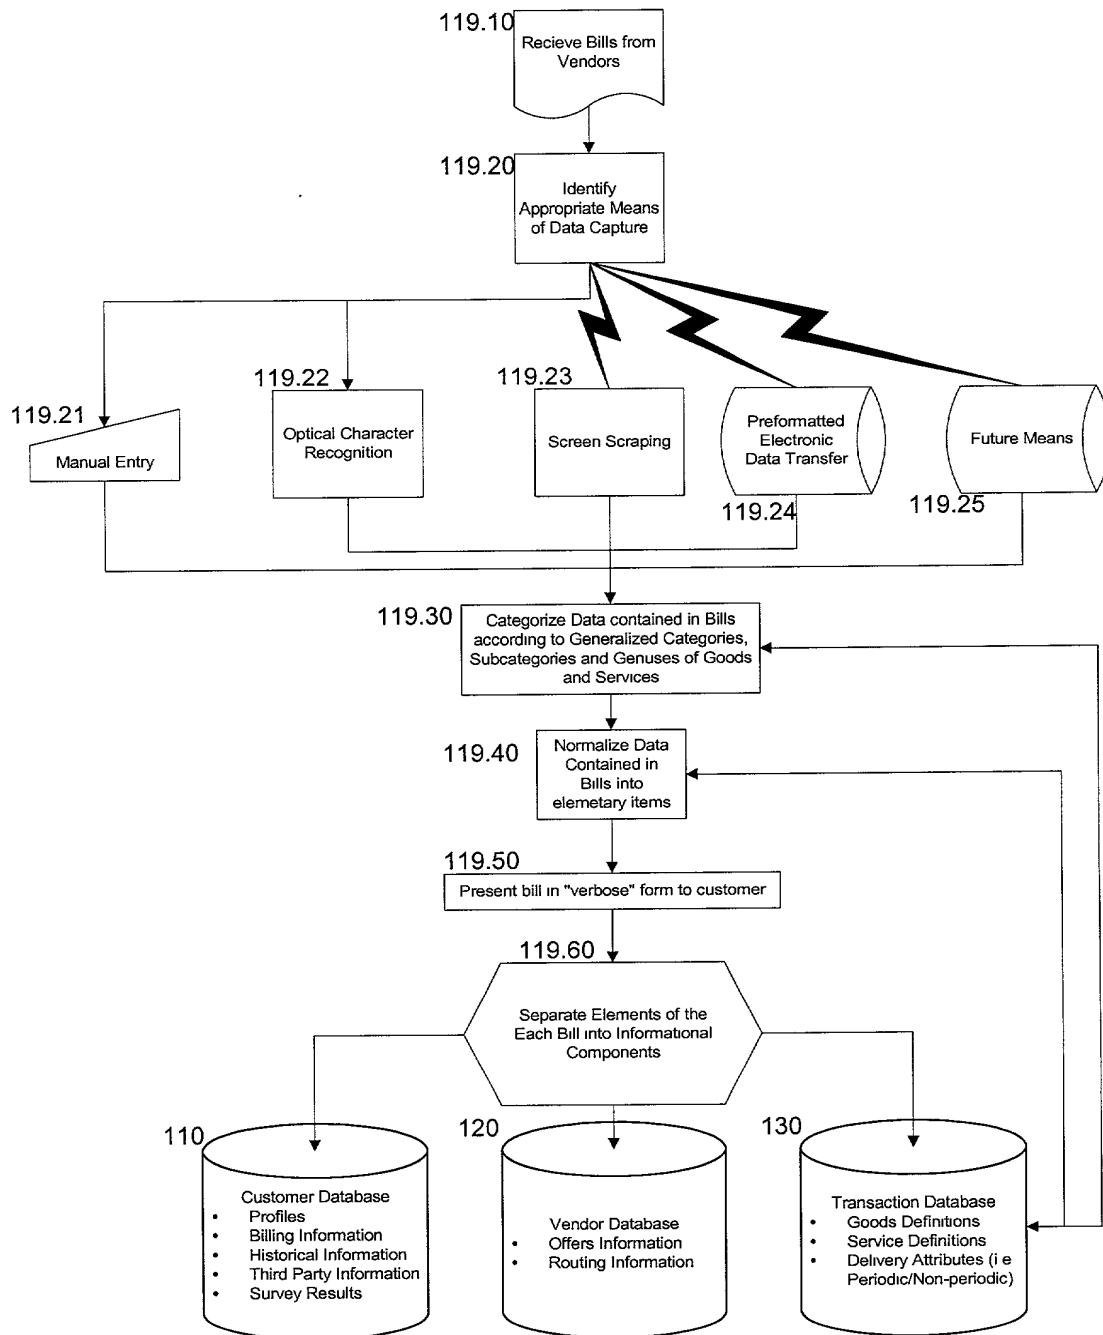 119.10
Recieve Bills from
Vendors
119.20
Identify
Appropriate Means
of Data Capture
119.21
Manual Entry
119.22
Optical Character
Recognition
119.23
Screen Scraping
Preformatted
Electronic
Data Transfer
119.24
Future Means
119.25
119.30
Categorize Data contained in Bills
according to Generalized Categories,
Subcategories and Genuses of Goods
and Services
119.40
Normalize Data
Contained in
Bills into
elemetary items
119.50
Present bill in "verbose" form to customer
119.60
Separate Elements of the
Each Bill into Informational
Components
110
Customer Database
• Profiles
• Billing Information
• Historical Information
• Third Party Information
• Survey Results
120
Vendor Database
• Offers Information
• Routing Information
130
Transaction Database
• Goods Definitions
• Service Definitions
• Delivery Attributes (i e
Periodic/Non-periodic)